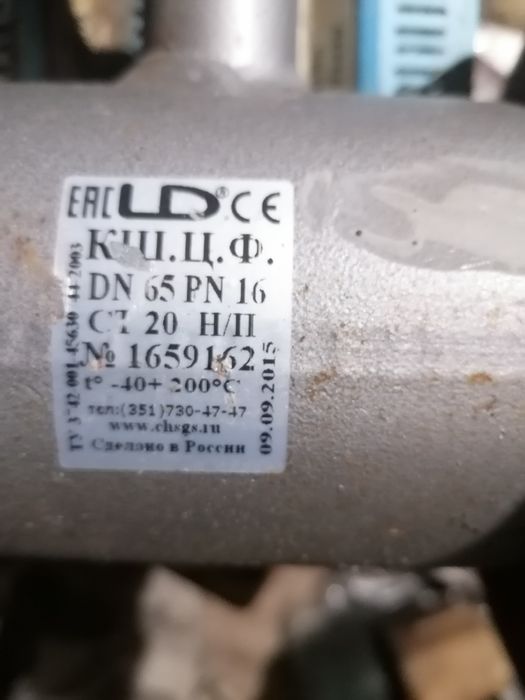 EAC LD® CE
КШ.Ц.Ф.
DN 65 PN 16
СТ 20 Н/П
№ 1659162
t° -40+ 200°C
тел:(351)730-47-47
www.chsgs.ru
Сделано в России
09.09.2015